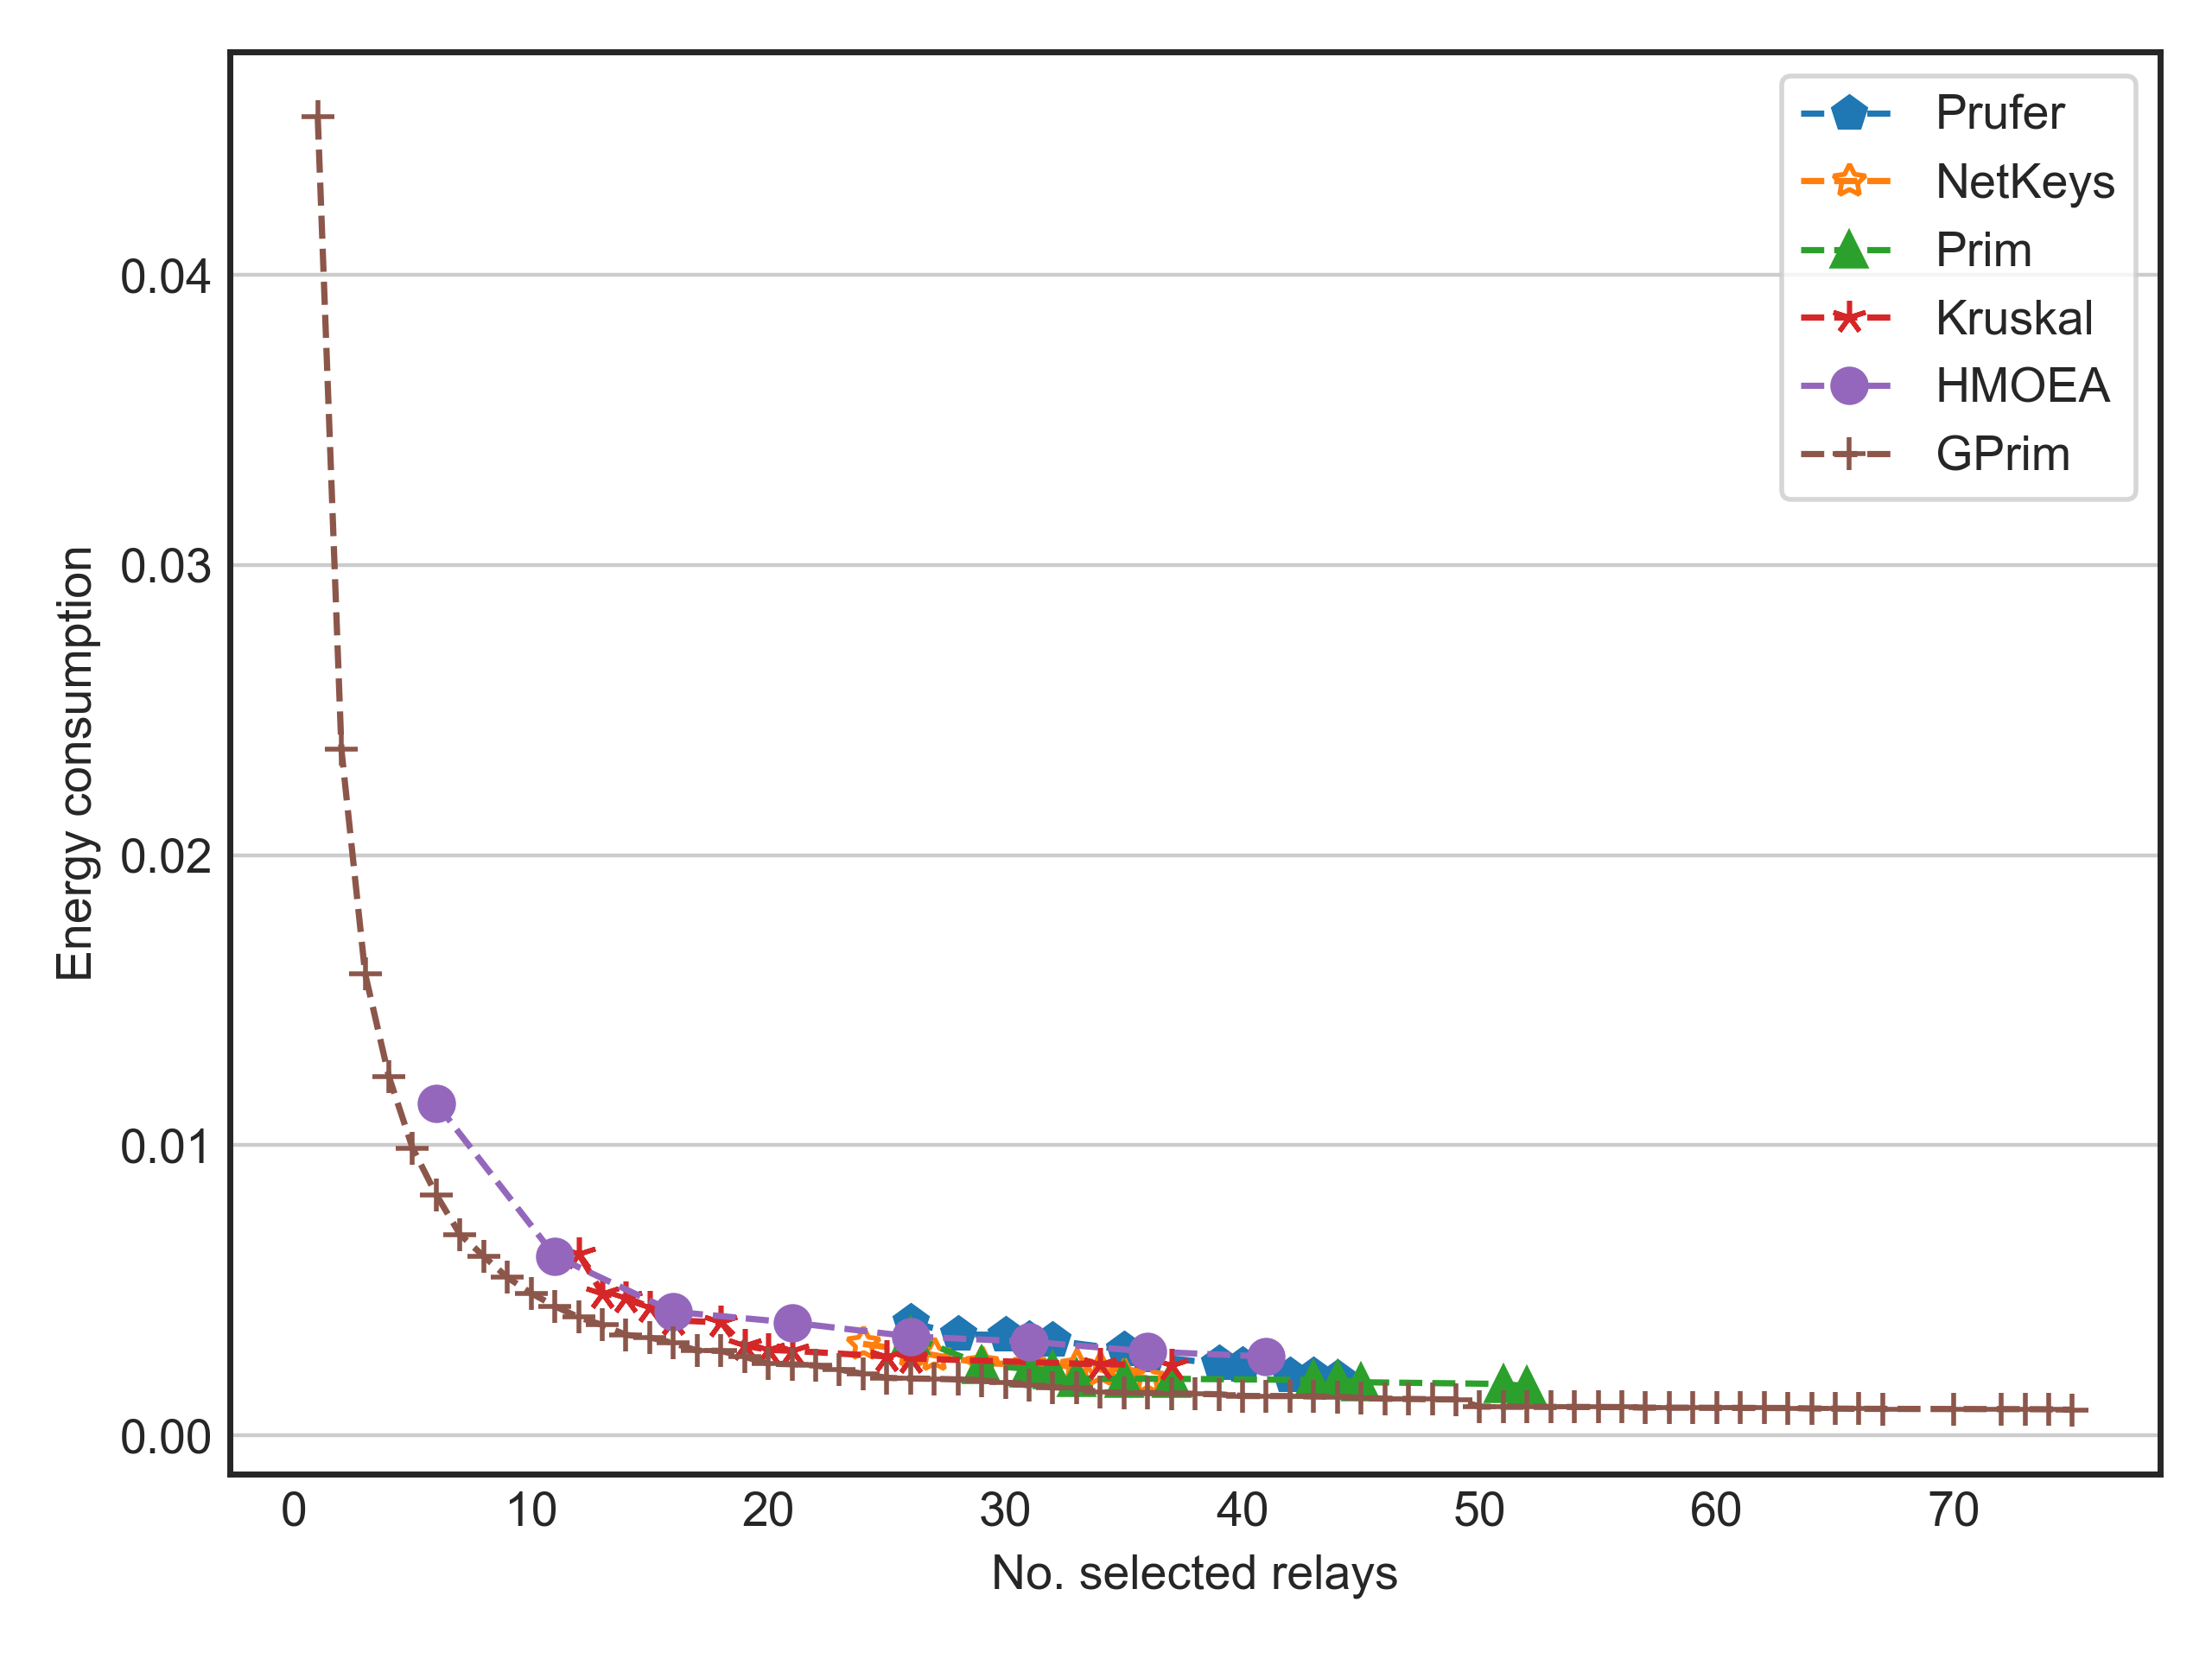 Prufer
NetKeys
Prim
Kruskal
HMOEA
GPrim
Energy consumption
0.04
0.03
0.02
0.01
0.00
0 10 20 30 40 50 60 70
No. selected relays